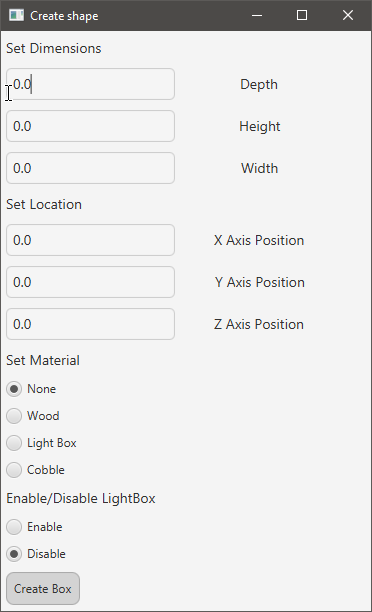 Create shape
Set Dimensions
0.0 Depth
0.0 Height
0.0 Width
Set Location
0.0 X Axis Position
0.0 Y Axis Position
0.0 Z Axis Position
Set Material
None
Wood
Light Box
Cobble
Enable/Disable LightBox
Enable
Disable
Create Box